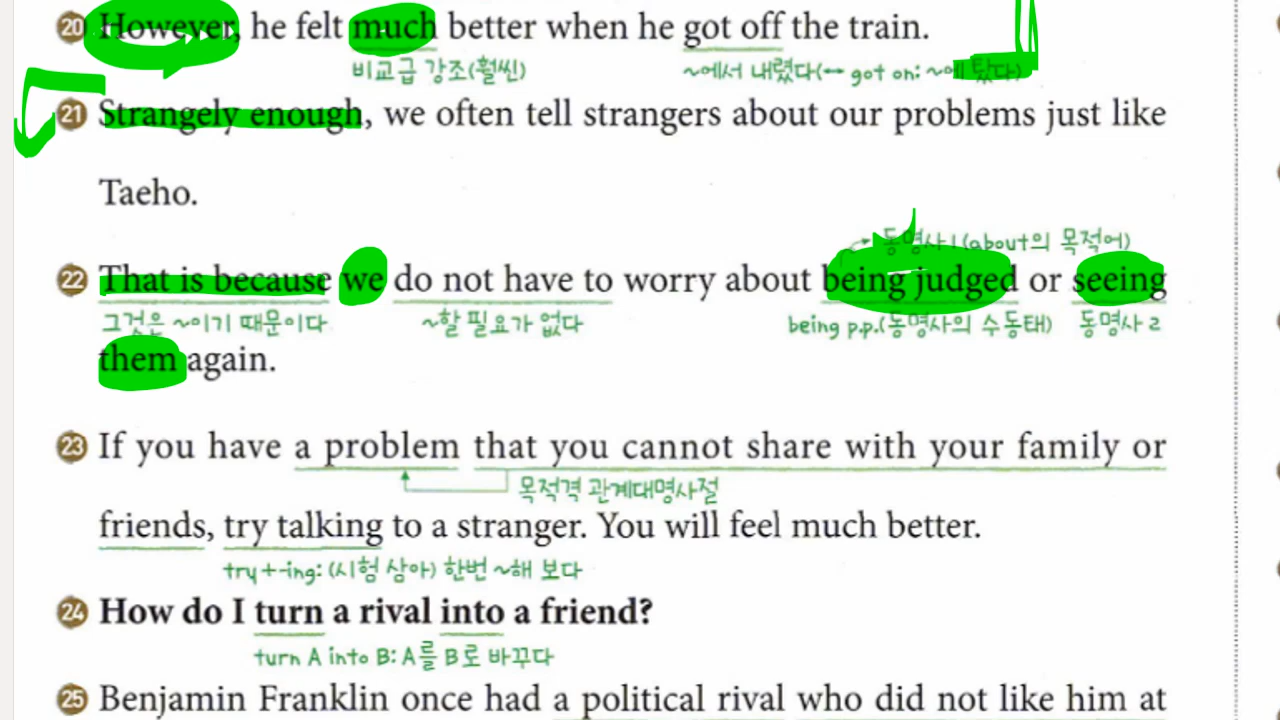 20 However, he felt much better when he got off the train.
비교급 강조(훨씬) ~에서 내렸다(↔ got on: ~에 탔다)
21 Strangely enough, we often tell strangers about our problems just like
Taeho.
동명사1(about의 목적어)
22 That is because we do not have to worry about being judged or seeing
그것은 ~이기 때문이다 ~할 필요가 없다 being p.p.(동명사의 수동태) 동명사2
them again.
23 If you have a problem that you cannot share with your family or
목적격 관계대명사절
friends, try talking to a stranger. You will feel much better.
try+-ing: (시험 삼아) 한번 ~해 보다
24 How do I turn a rival into a friend?
turn A into B: A를 B로 바꾸다
25 Benjamin Franklin once had a political rival who did not like him at